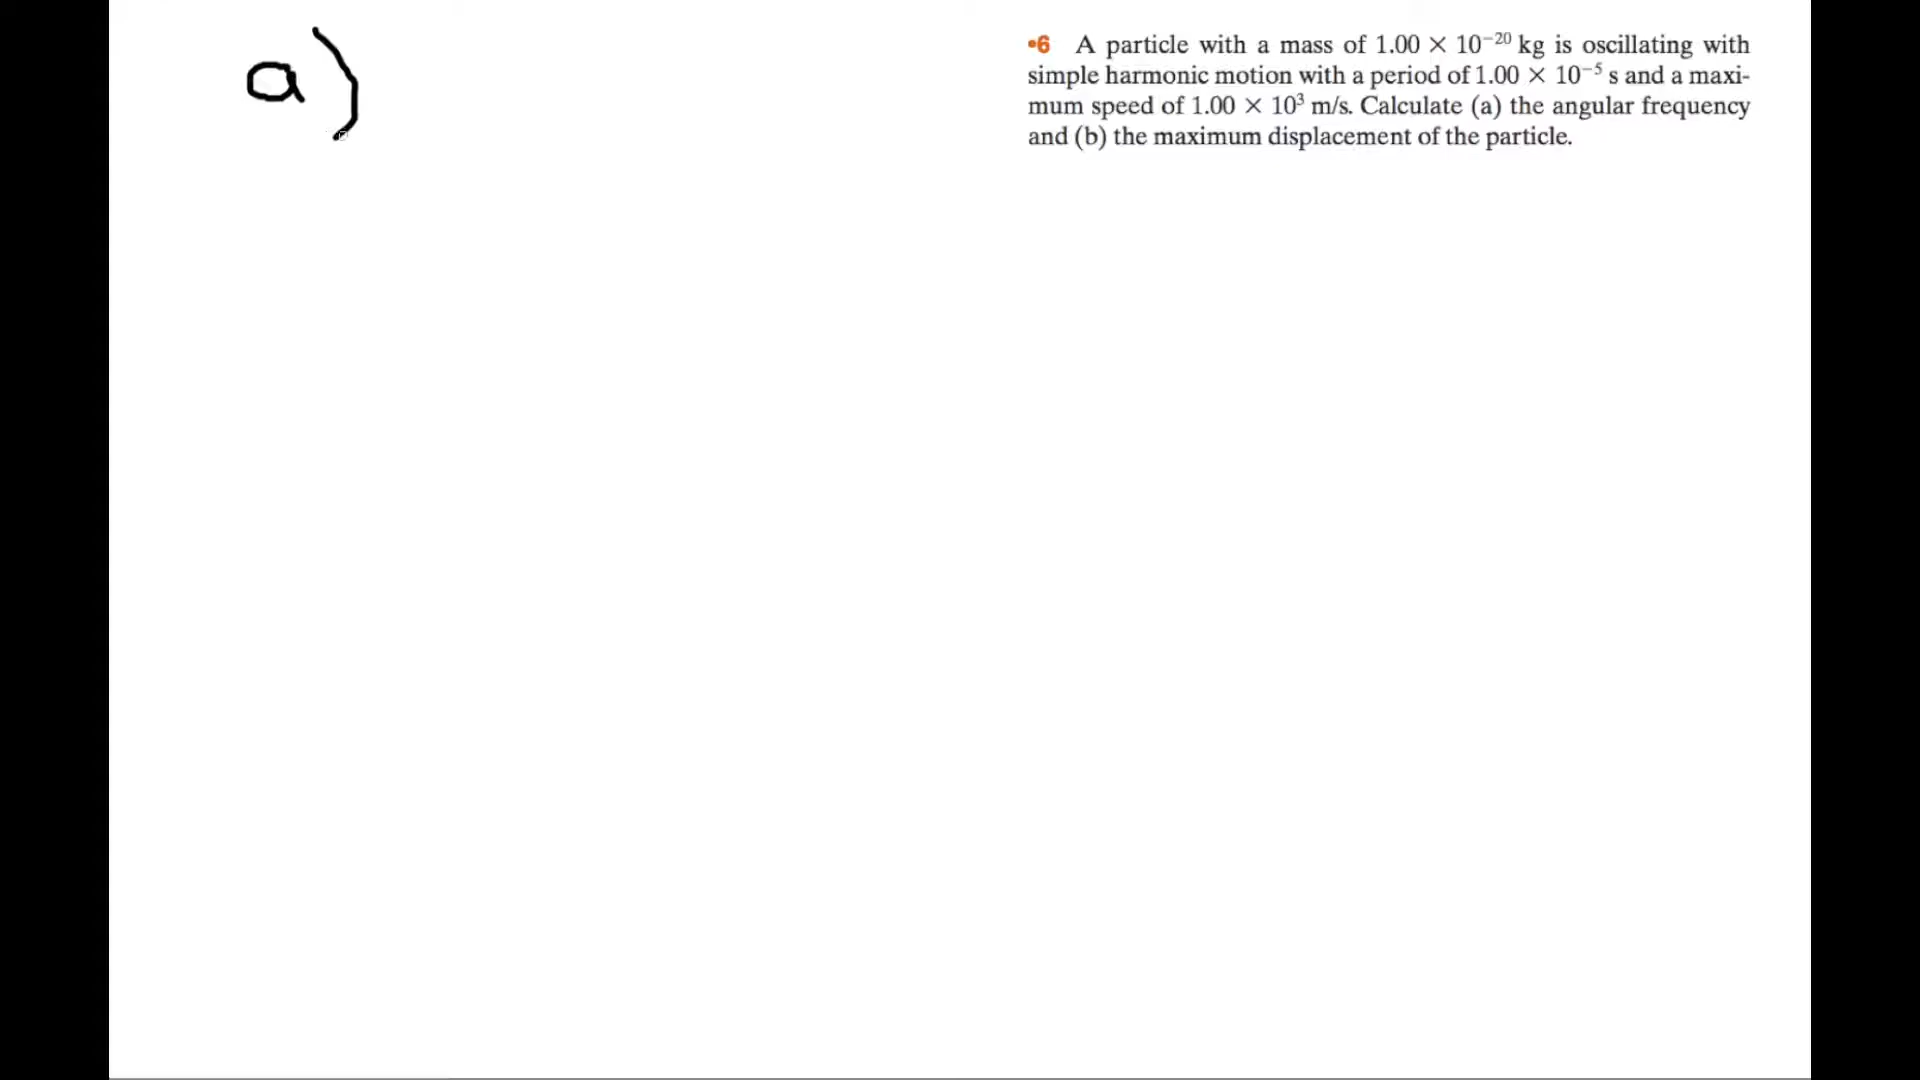 a)
•6 A particle with a mass of 1.00 × 10⁻²⁰ kg is oscillating with
simple harmonic motion with a period of 1.00 × 10⁻⁵ s and a maxi-
mum speed of 1.00 × 10³ m/s. Calculate (a) the angular frequency
and (b) the maximum displacement of the particle.